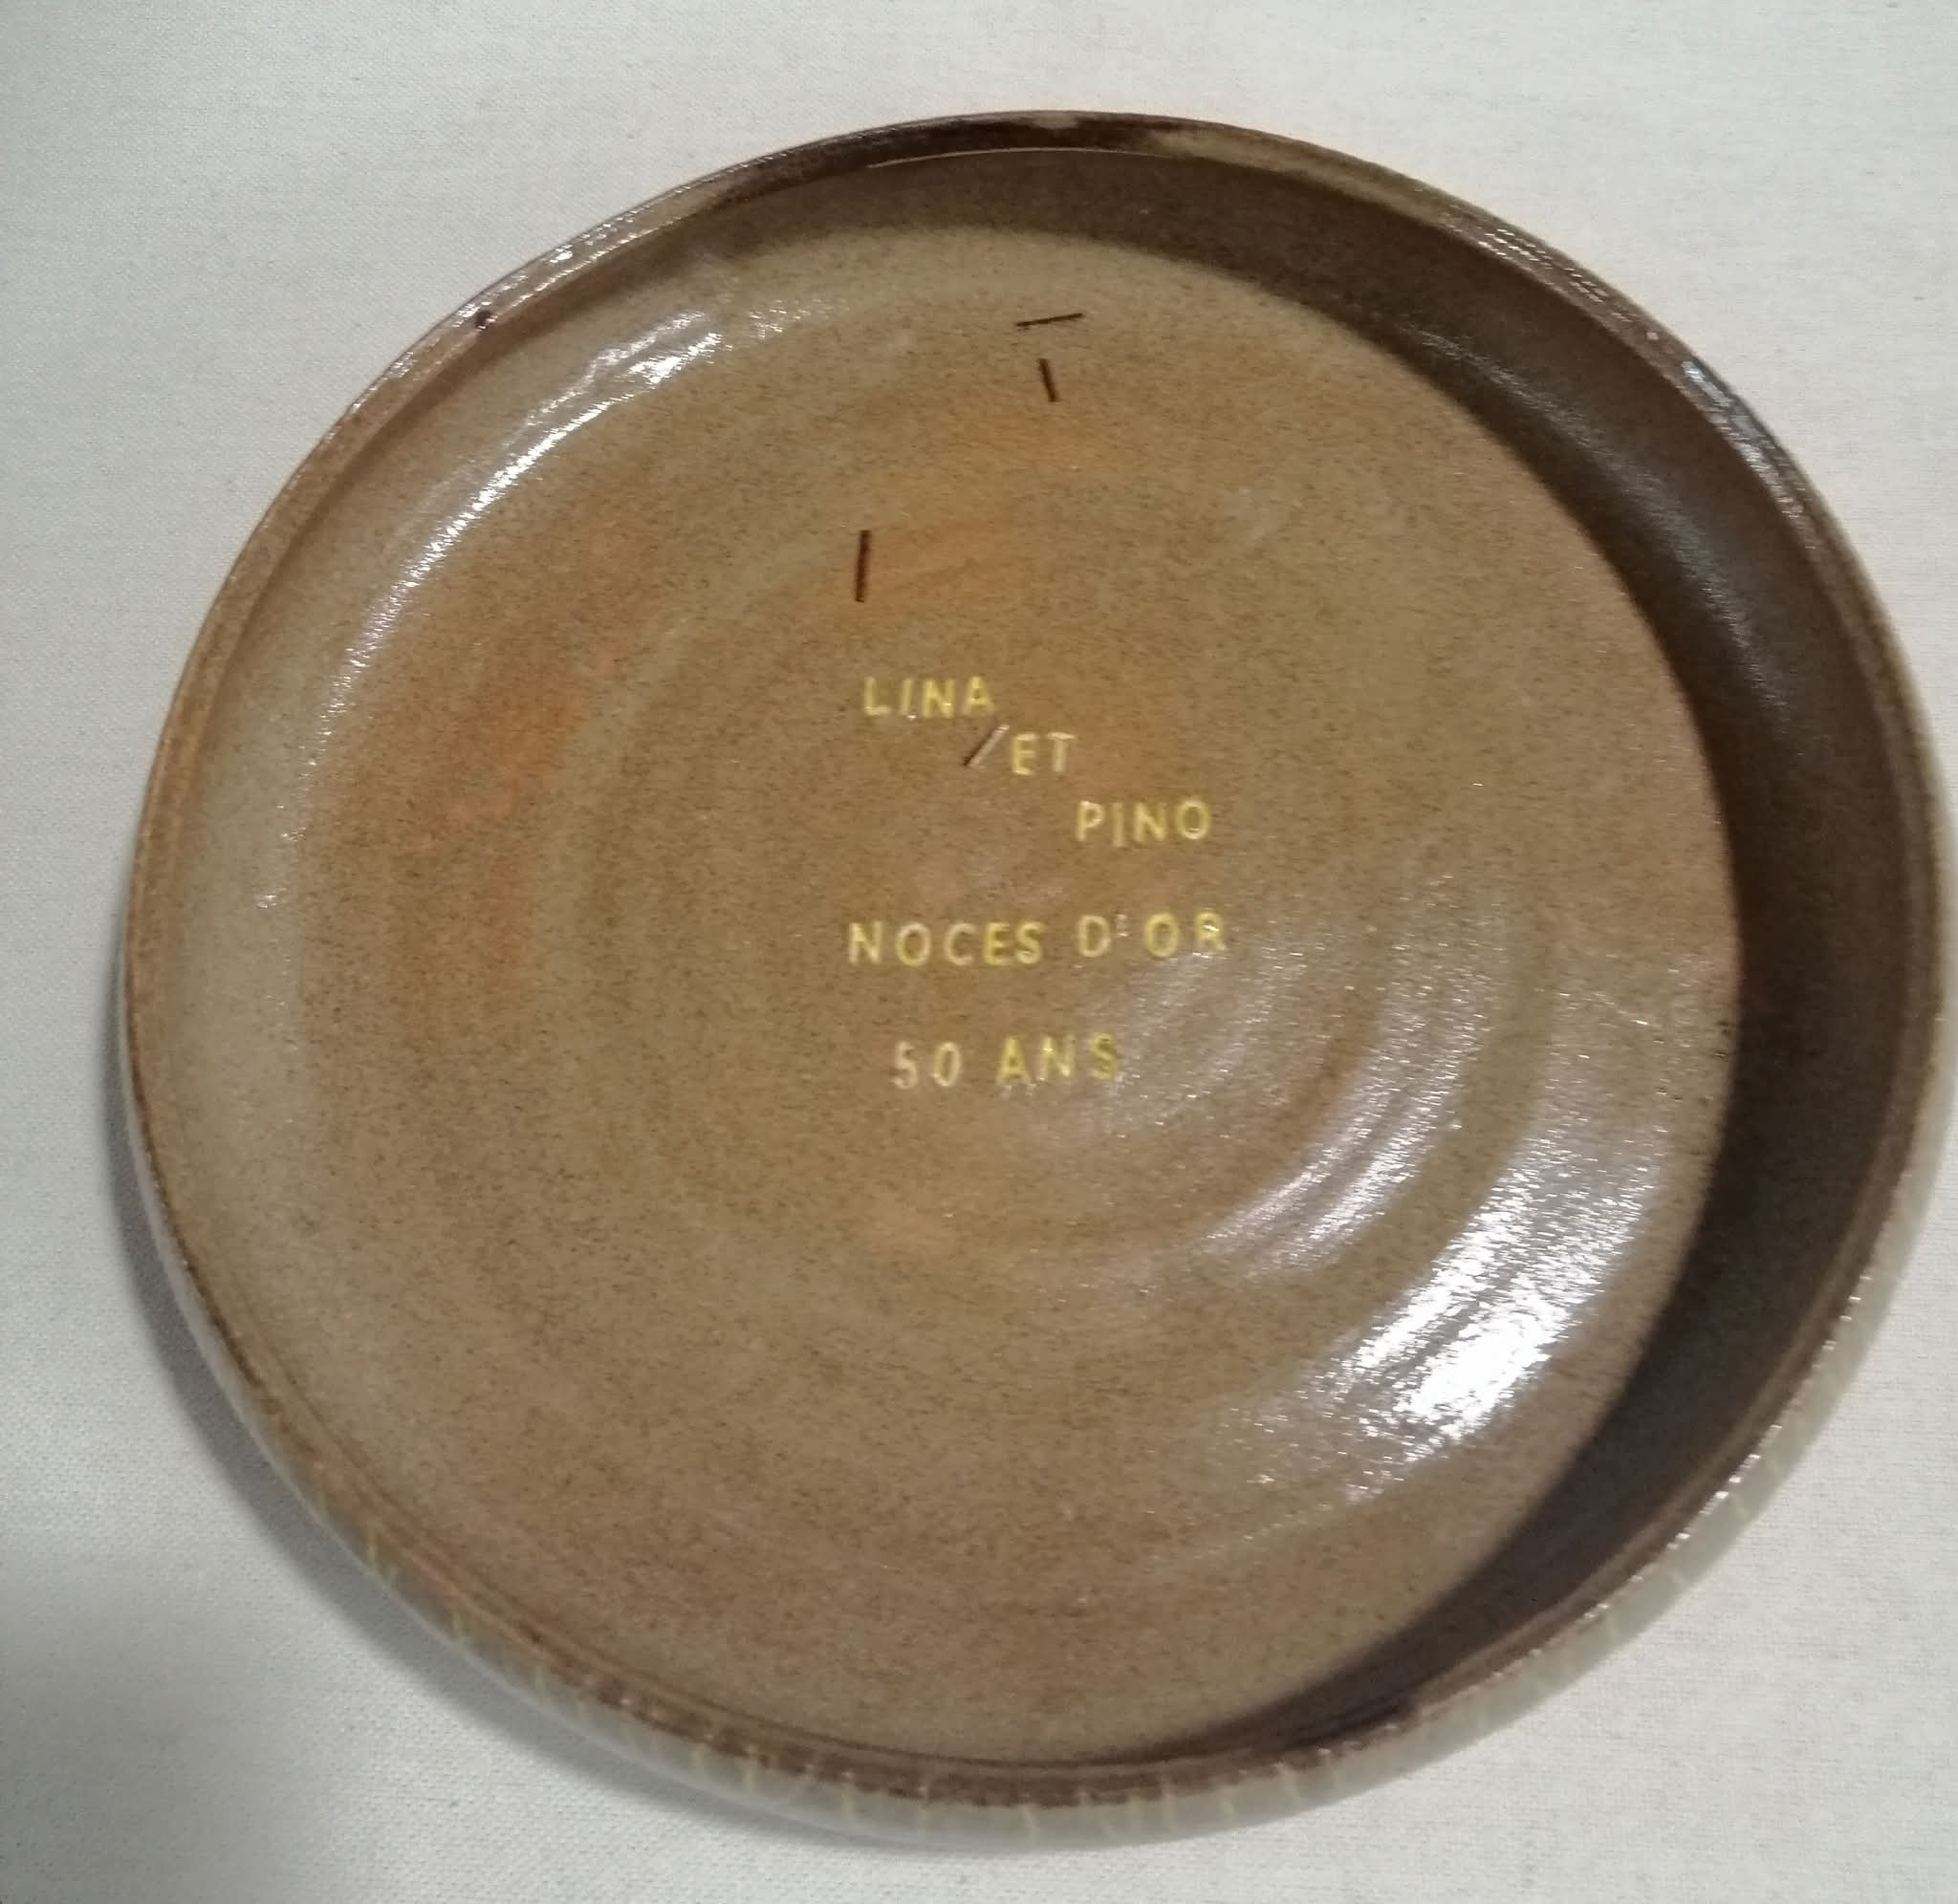 LINA
ET
PINO
NOCES D'OR
50 ANS